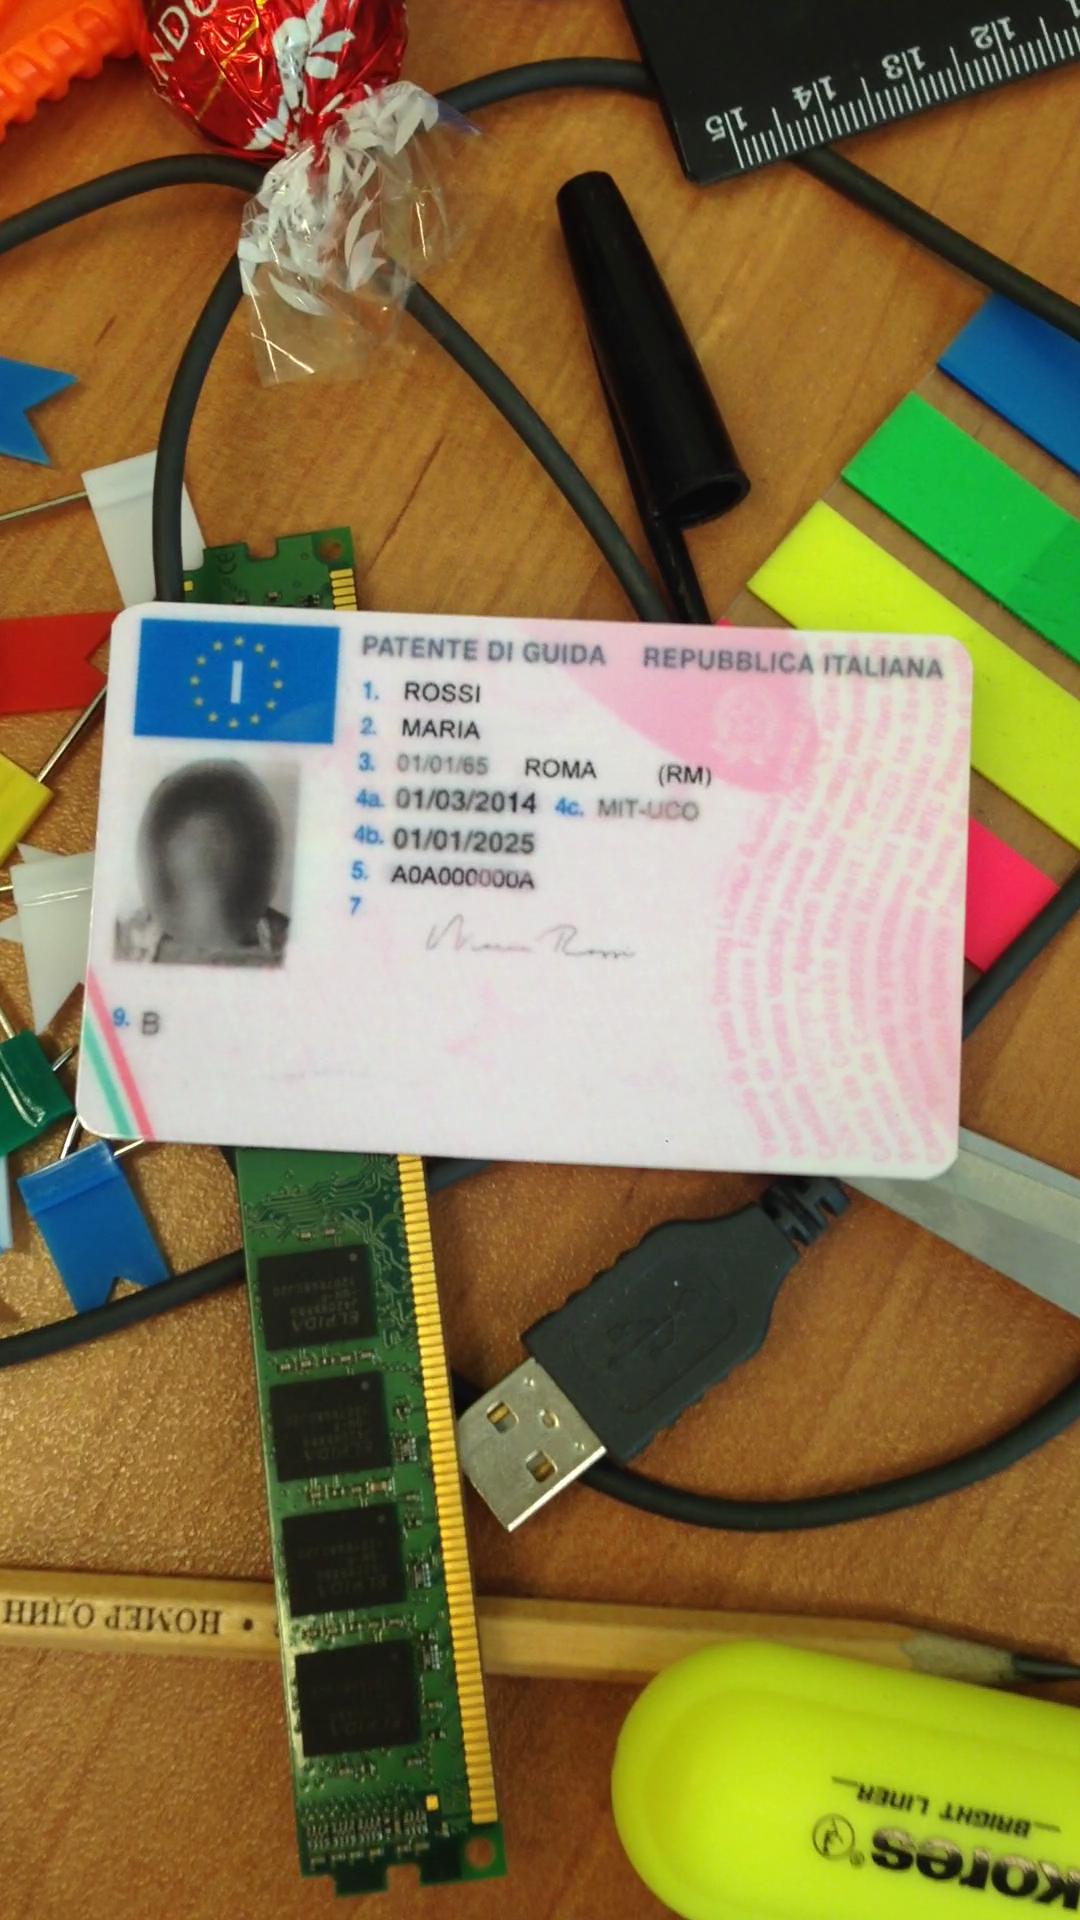 INDO
12
13
14
15
I
PATENTE DI GUIDA REPUBBLICA ITALIANA
1. ROSSI
2. MARIA
3. 01/01/65 ROMA (RM)
4a. 01/03/2014 4c. MIT-UCO
4b. 01/01/2025
5. A0A000000A
7 Maria Rossi
9. B
ELPIDA
ELPIDA
ELPIDA
ELPIDA
НОМЕР ОДИН
BRIGHT LINER
Kores